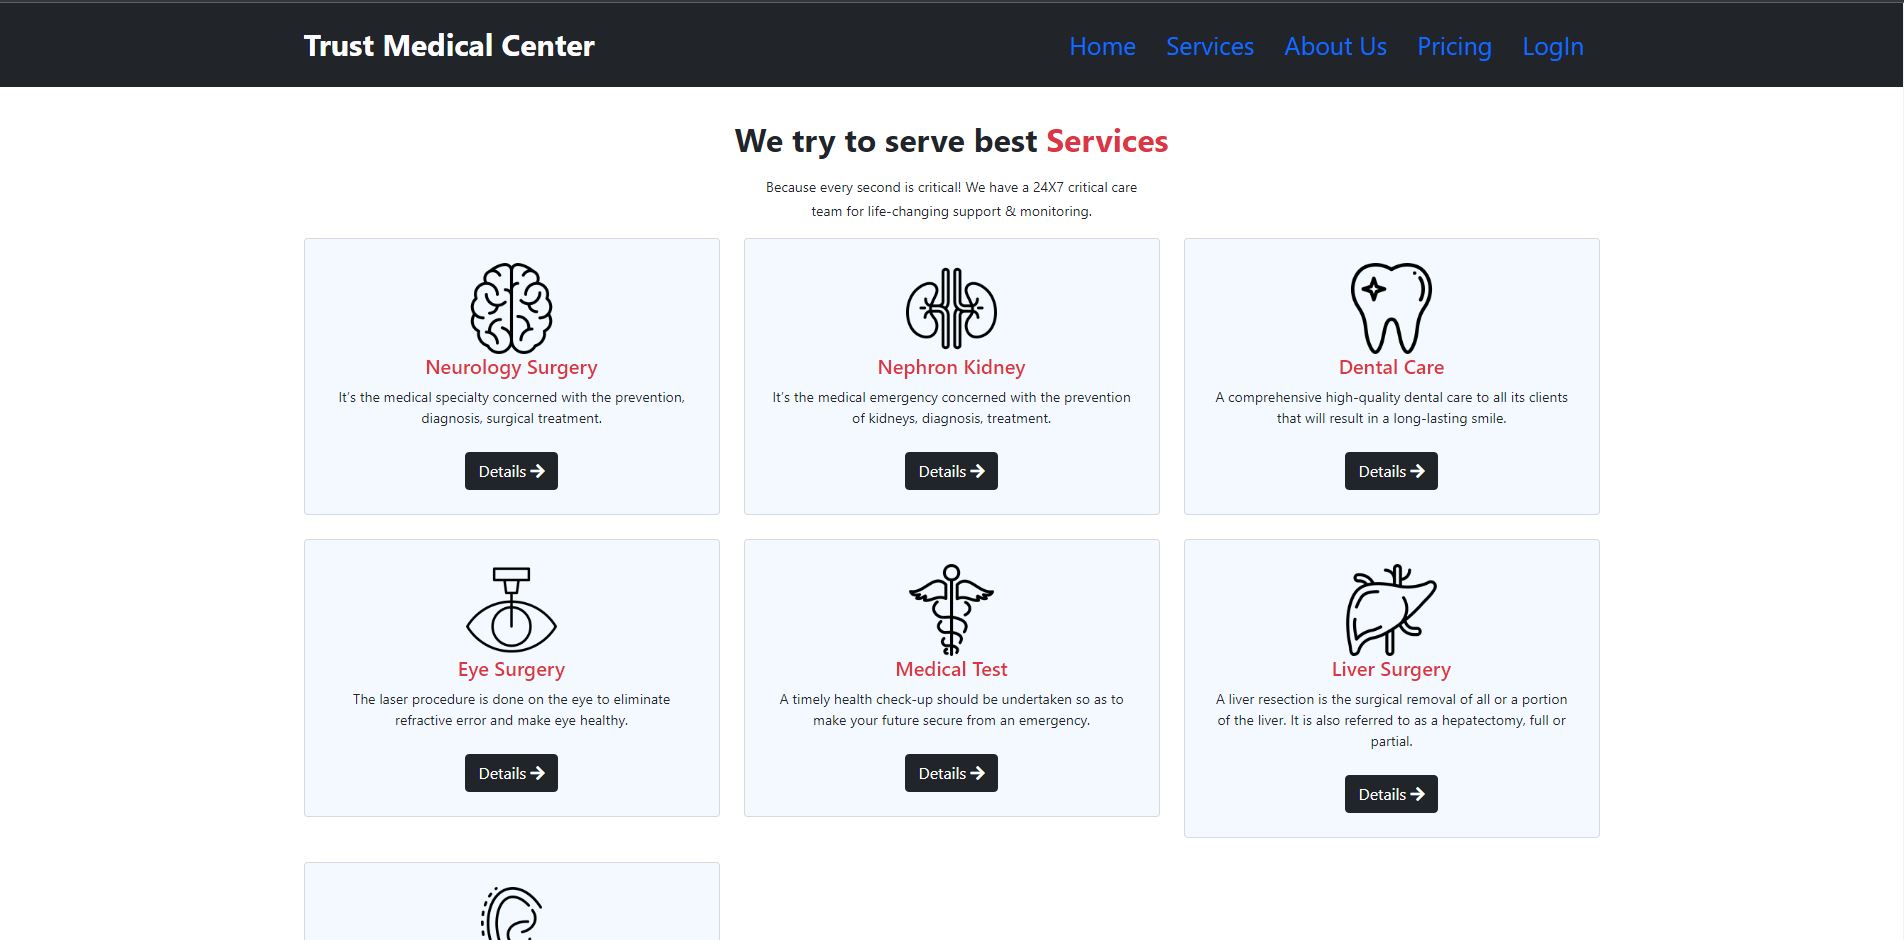 Trust Medical Center
Home Services About Us Pricing LogIn
We try to serve best Services
Because every second is critical! We have a 24X7 critical care
team for life-changing support & monitoring.
Neurology Surgery
It's the medical specialty concerned with the prevention,
diagnosis, surgical treatment.
Details
Nephron Kidney
It's the medical emergency concerned with the prevention
of kidneys, diagnosis, treatment.
Details
Dental Care
A comprehensive high-quality dental care to all its clients
that will result in a long-lasting smile.
Details
Eye Surgery
The laser procedure is done on the eye to eliminate
refractive error and make eye healthy.
Details
Medical Test
A timely health check-up should be undertaken so as to
make your future secure from an emergency.
Details
Liver Surgery
A liver resection is the surgical removal of all or a portion
of the liver. It is also referred to as a hepatectomy, full or
partial.
Details